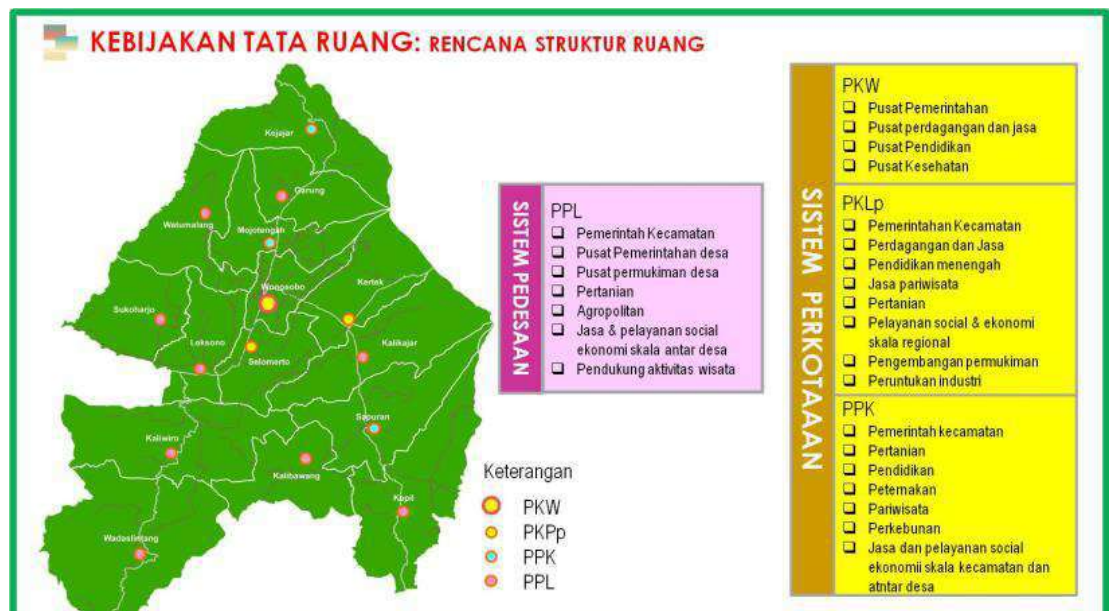 KEBIJAKAN TATA RUANG: RENCANA STRUKTUR RUANG
Kejajar
Garung
Watumalang
Mojotengah
Wonosobo
Kertek
Sukoharjo
Leksono
Selomerto
Kalikajar
Sapuran
Kaliwiro
Kalibawang
Kepil
Wadaslintang
Keterangan
PKW
PKPp
PPK
PPL
SISTEM PEDESAAN
PPL
Pemerintah Kecamatan
Pusat Pemerintahan desa
Pusat permukiman desa
Pertanian
Agropolitan
Jasa & pelayanan social
ekonomi skala antar desa
Pendukung aktivitas wisata
SISTEM PERKOTAAAN
PKW
Pusat Pemerintahan
Pusat perdagangan dan jasa
Pusat Pendidikan
Pusat Kesehatan
PKLp
Pemerintahan Kecamatan
Perdagangan dan Jasa
Pendidikan menengah
Jasa pariwisata
Pertanian
Pelayanan social & ekonomi
skala regional
Pengembangan permukiman
Peruntukan industri
PPK
Pemerintah kecamatan
Pertanian
Pendidikan
Peternakan
Pariwisata
Perkebunan
Jasa dan pelayanan social
ekonomii skala kecamatan dan
atntar desa